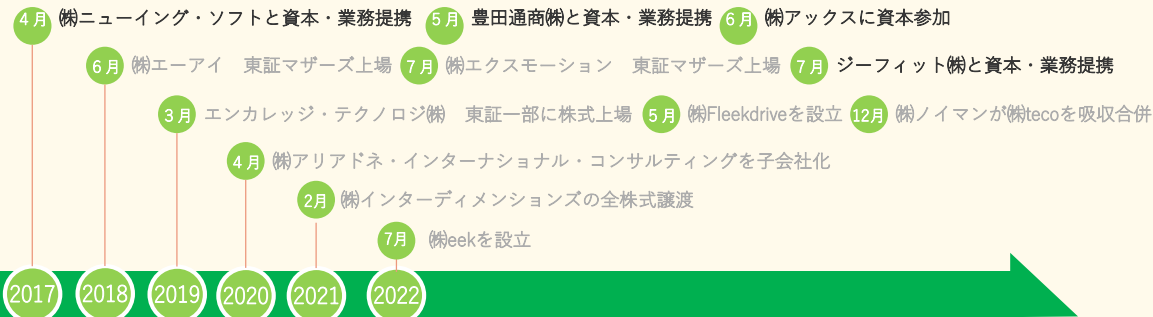 4月 ㈱ニューイング・ソフトと資本・業務提携 5月 豊田通商㈱と資本・業務提携 6月 ㈱アックスに資本参加
6月 ㈱エーアイ　東証マザーズ上場 7月 ㈱エクスモーション　東証マザーズ上場 7月 ジーフィット㈱と資本・業務提携
3月 エンカレッジ・テクノロジ㈱　東証一部に株式上場 5月 ㈱Fleekdriveを設立 12月 ㈱ノイマンが㈱tecoを吸収合併
4月 ㈱アリアドネ・インターナショナル・コンサルティングを子会社化
2月 ㈱インターディメンションズの全株式譲渡
7月 ㈱eekを設立
2017 2018 2019 2020 2021 2022